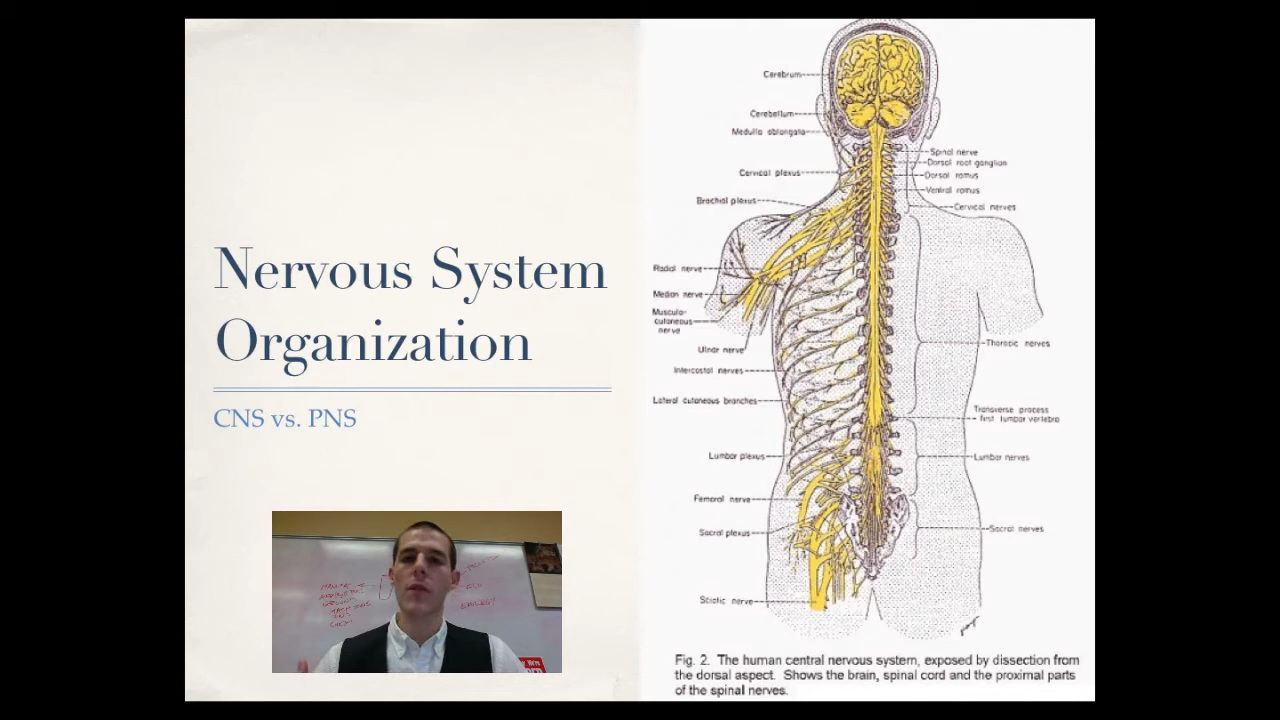 Nervous System
Organization
CNS vs. PNS
Cerebrum
Cerebellum
Medulla oblongata
Cervical plexus
Brachial plexus
Radial nerve
Median nerve
Musculo-
cutaneous
nerve
Ulnar nerve
Intercostal nerves
Lateral cutaneous branches
Lumbar plexus
Femoral nerve
Sacral plexus
Sciatic nerve
Spinal nerve
Dorsal root ganglion
Dorsal ramus
Ventral ramus
Cervical nerves
Thoracic nerves
Transverse process
first lumbar vertebra
Lumbar nerves
Sacral nerves
Fig. 2. The human central nervous system, exposed by dissection from
the dorsal aspect. Shows the brain, spinal cord and the proximal parts
of the spinal nerves.